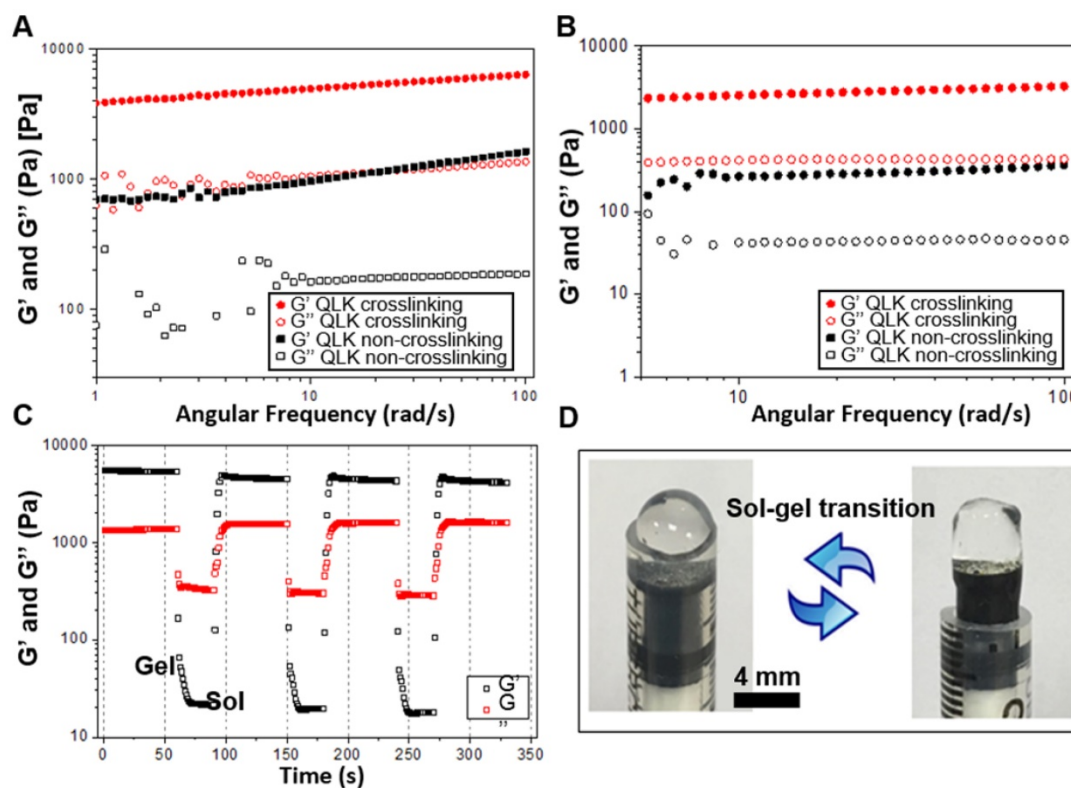 A
10000
1000
100
G' and G'' (Pa) [Pa]
G' QLK crosslinking
G'' QLK crosslinking
G' QLK non-crosslinking
G'' QLK non-crosslinking
1
10
100
Angular Frequency (rad/s)
B
10000
1000
100
10
1
G' and G'' (Pa)
G' QLK crosslinking
G'' QLK crosslinking
G' QLK non-crosslinking
G'' QLK non-crosslinking
10
100
Angular Frequency (rad/s)
C
10000
1000
100
10
G' and G'' (Pa)
Gel
Sol
G'
G
''
0 50 100 150 200 250 300 350
Time (s)
D
Sol-gel transition
4 mm